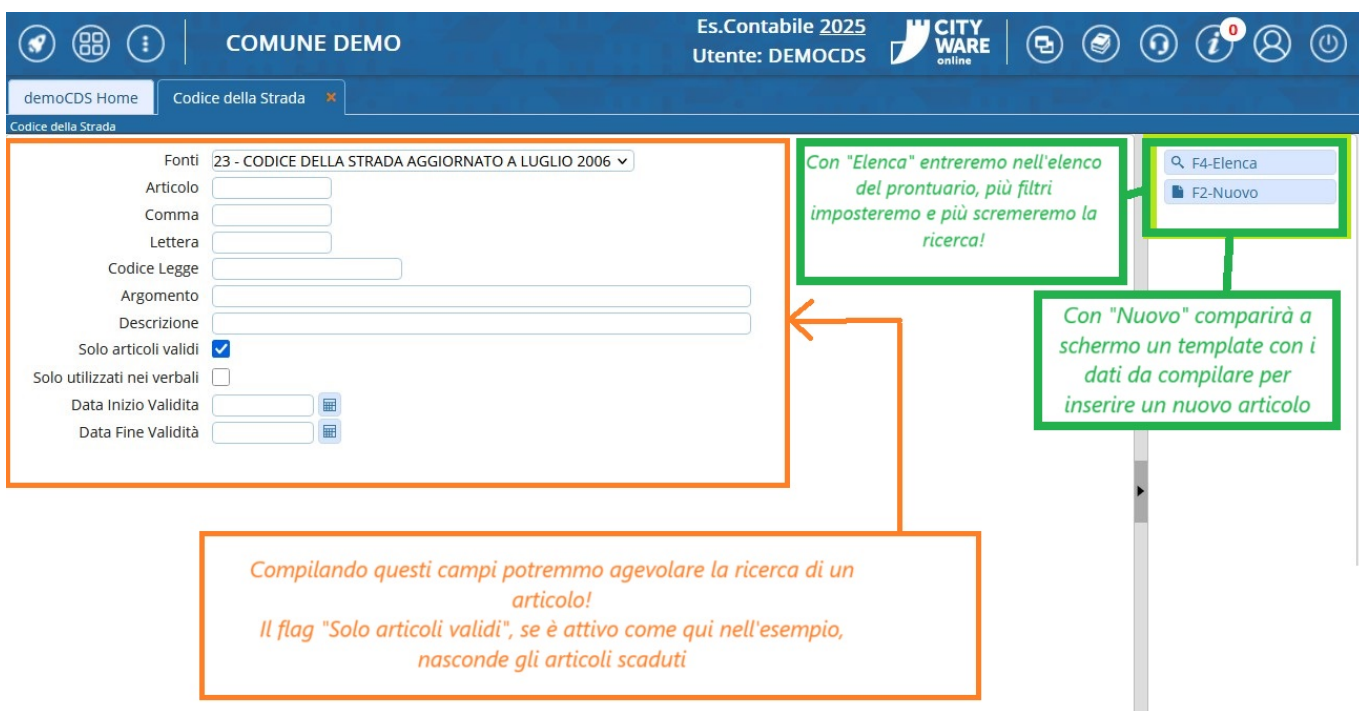 COMUNE DEMO
Es.Contabile 2025
Utente: DEMOCDS
CITY
WARE
online
0
demoCDS Home
Codice della Strada
Codice della Strada
Fonti 23 - CODICE DELLA STRADA AGGIORNATO A LUGLIO 2006
Articolo
Comma
Lettera
Codice Legge
Argomento
Descrizione
Solo articoli validi
Solo utilizzati nei verbali
Data Inizio Validita
Data Fine Validità
Con "Elenca" entreremo nell'elenco
del prontuario, più filtri
imposteremo e più scremeremo la
ricerca!
F4-Elenca
F2-Nuovo
Con "Nuovo" comparirà a
schermo un template con i
dati da compilare per
inserire un nuovo articolo
Compilando questi campi potremmo agevolare la ricerca di un
articolo!
Il flag "Solo articoli validi", se è attivo come qui nell'esempio,
nasconde gli articoli scaduti